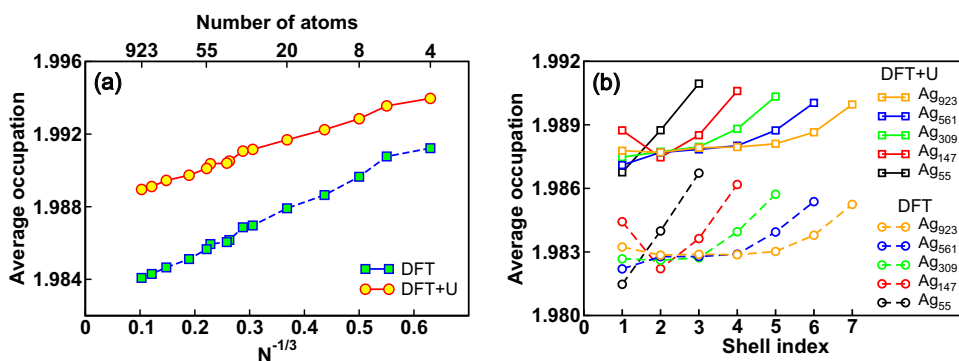 Number of atoms
923 55 20 8 4
(a)
Average occupation
1.996
1.992
1.988
1.984
DFT
DFT+U
0 0.1 0.2 0.3 0.4 0.5 0.6 0.7
N-1/3
(b)
Average occupation
1.992
1.989
1.986
1.983
1.980
DFT+U
Ag923
Ag561
Ag309
Ag147
Ag55
DFT
Ag923
Ag561
Ag309
Ag147
Ag55
0 1 2 3 4 5 6 7
Shell index